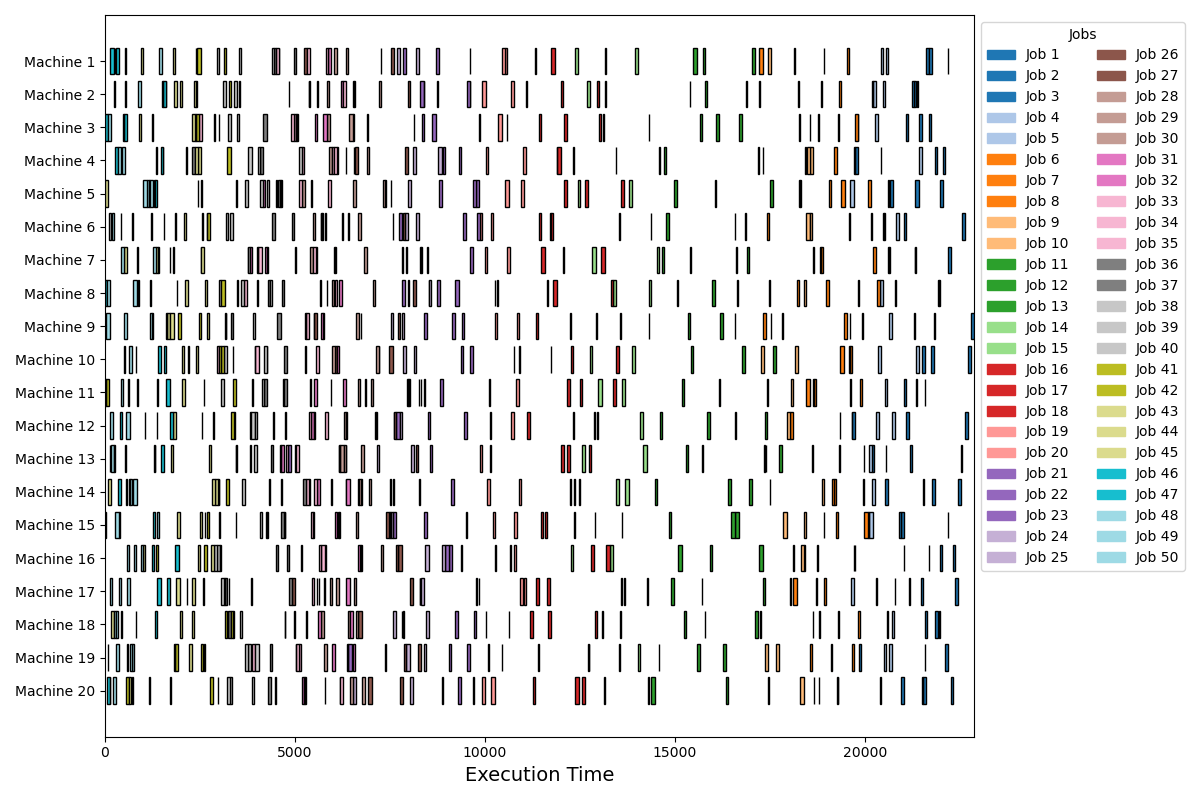 Machine 1
Machine 2
Machine 3
Machine 4
Machine 5
Machine 6
Machine 7
Machine 8
Machine 9
Machine 10
Machine 11
Machine 12
Machine 13
Machine 14
Machine 15
Machine 16
Machine 17
Machine 18
Machine 19
Machine 20
0 5000 10000 15000 20000
Execution Time
Jobs
Job 1
Job 2
Job 3
Job 4
Job 5
Job 6
Job 7
Job 8
Job 9
Job 10
Job 11
Job 12
Job 13
Job 14
Job 15
Job 16
Job 17
Job 18
Job 19
Job 20
Job 21
Job 22
Job 23
Job 24
Job 25
Job 26
Job 27
Job 28
Job 29
Job 30
Job 31
Job 32
Job 33
Job 34
Job 35
Job 36
Job 37
Job 38
Job 39
Job 40
Job 41
Job 42
Job 43
Job 44
Job 45
Job 46
Job 47
Job 48
Job 49
Job 50